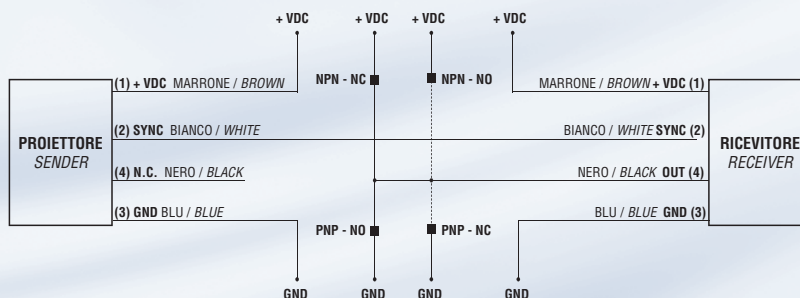 + VDC + VDC + VDC + VDC
NPN - NC NPN - NO
(1) + VDC MARRONE / BROWN MARRONE / BROWN + VDC (1)
(2) SYNC BIANCO / WHITE BIANCO / WHITE SYNC (2)
PROIETTORE RICEVITORE
SENDER RECEIVER
(4) N.C. NERO / BLACK NERO / BLACK OUT (4)
(3) GND BLU / BLUE BLU / BLUE GND (3)
PNP - NO PNP - NC
GND GND GND GND